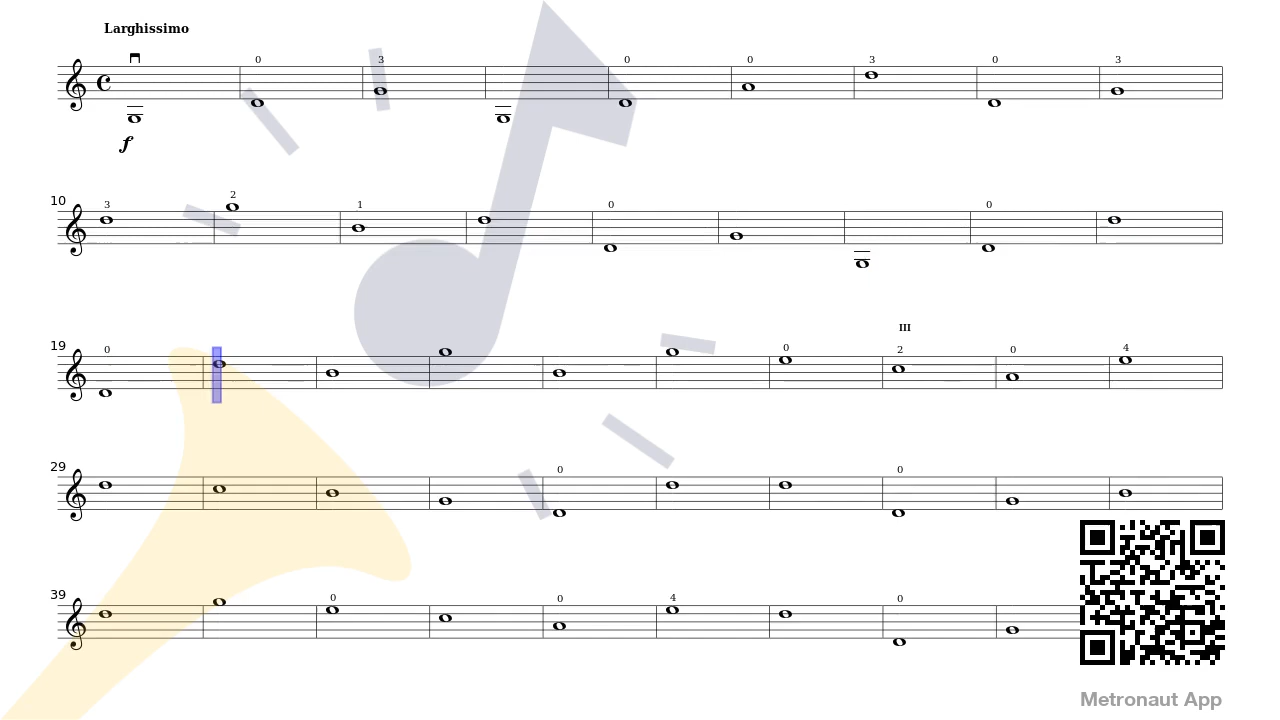 Larghissimo
0 3 0 0 3 0 3
f
10 3 2 1 0 0
III
19 0 0 2 0 4
29 0 0
39 0 0 4 0
Metronaut App